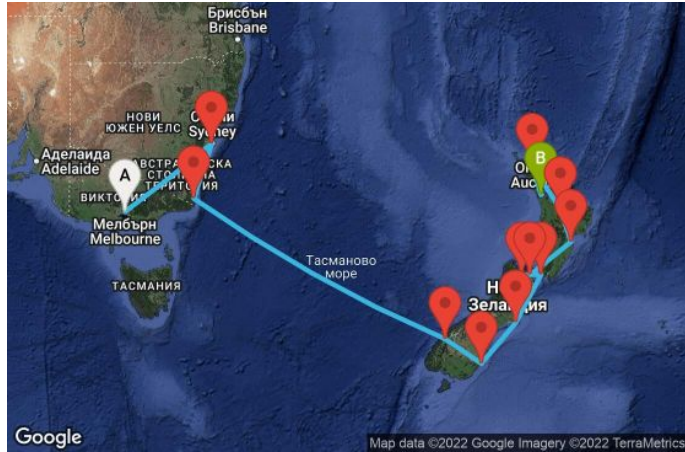 Брисбън
Brisbane
НОВИ
ЮЖЕН УЕЛС
Sydney
Аделаида
Adelaide
A
B
ВИКТОРИЯ
ТЕРИТОРИЯ
Мелбърн
Melbourne
Тасманово
море
ТАСМАНИЯ
Зеландия
Google
Map data ©2022 Google Imagery ©2022 TerraMetrics